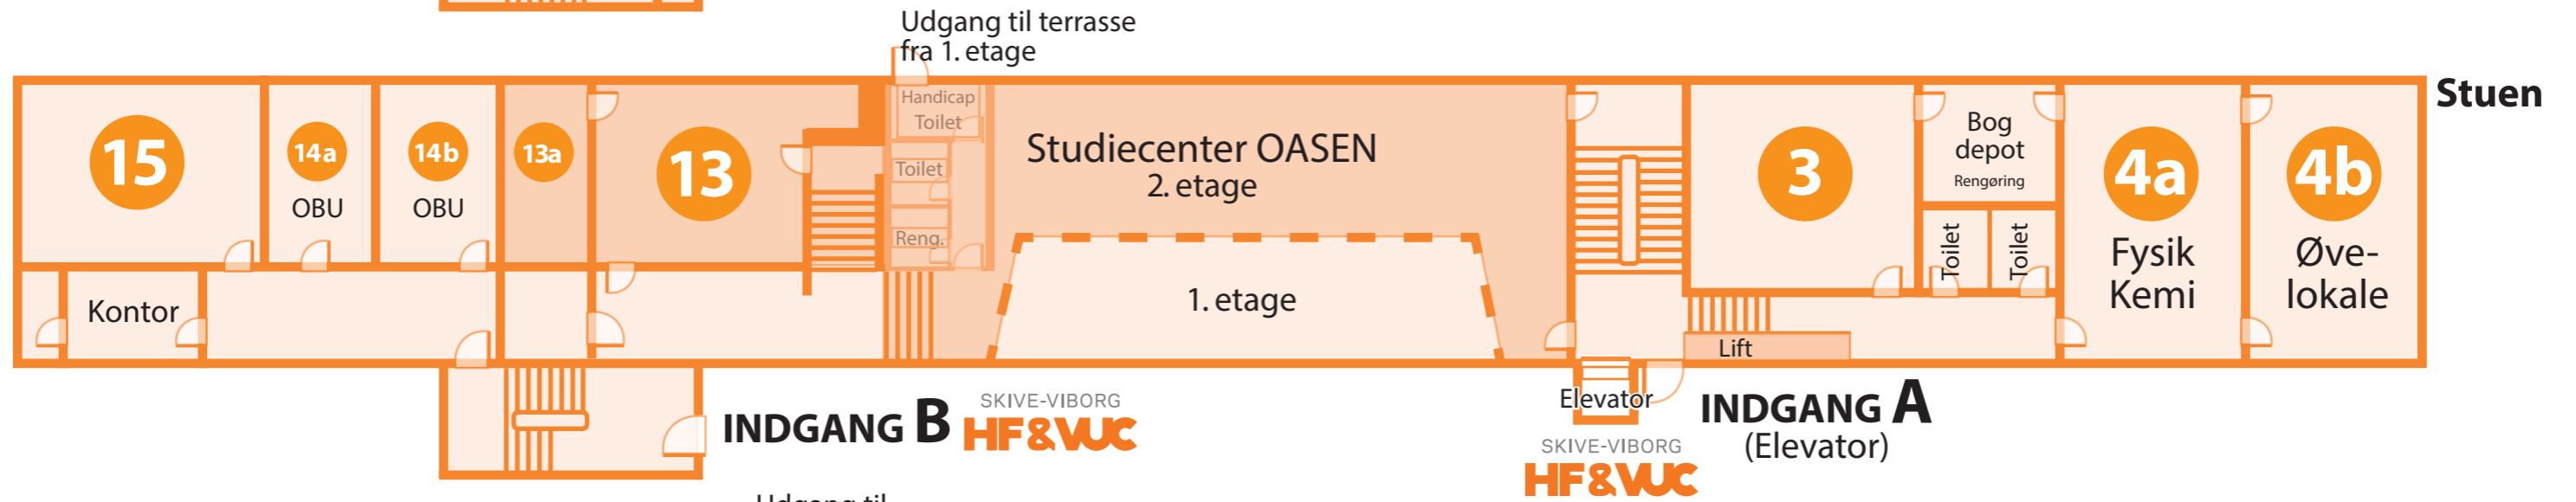 Udgang til terrasse
fra 1. etage
Stuen
15
14a
OBU
14b
OBU
13a
13
Handicap
Toilet
Toilet
Reng.
Studiecenter OASEN
2. etage
1. etage
3
Bog
depot
Rengøring
Toilet
Toilet
4a
Fysik
Kemi
4b
Øve-
lokale
Kontor
Lift
Elevator
INDGANG B
SKIVE-VIBORG
HF&VUC
INDGANG A
(Elevator)
SKIVE-VIBORG
HF&VUC
Udgang til